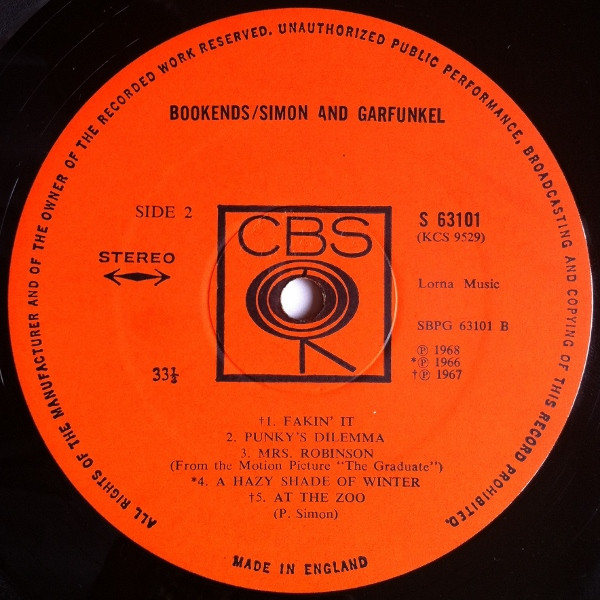 ALL RIGHTS OF THE MANUFACTURER AND OF THE OWNER OF THE RECORDED WORK RESERVED. UNAUTHORIZED PUBLIC PERFORMANCE, BROADCASTING AND COPYING OF THIS RECORD PROHIBITED.
BOOKENDS/SIMON AND GARFUNKEL
SIDE 2
CBS
S 63101
(KCS 9529)
STEREO
Lorna Music
SBPG 63101 B
℗ 1968
*℗ 1966
†℗ 1967
33⅓
†1. FAKIN' IT
2. PUNKY'S DILEMMA
3. MRS. ROBINSON
(From the Motion Picture "The Graduate")
*4. A HAZY SHADE OF WINTER
†5. AT THE ZOO
(P. Simon)
MADE IN ENGLAND